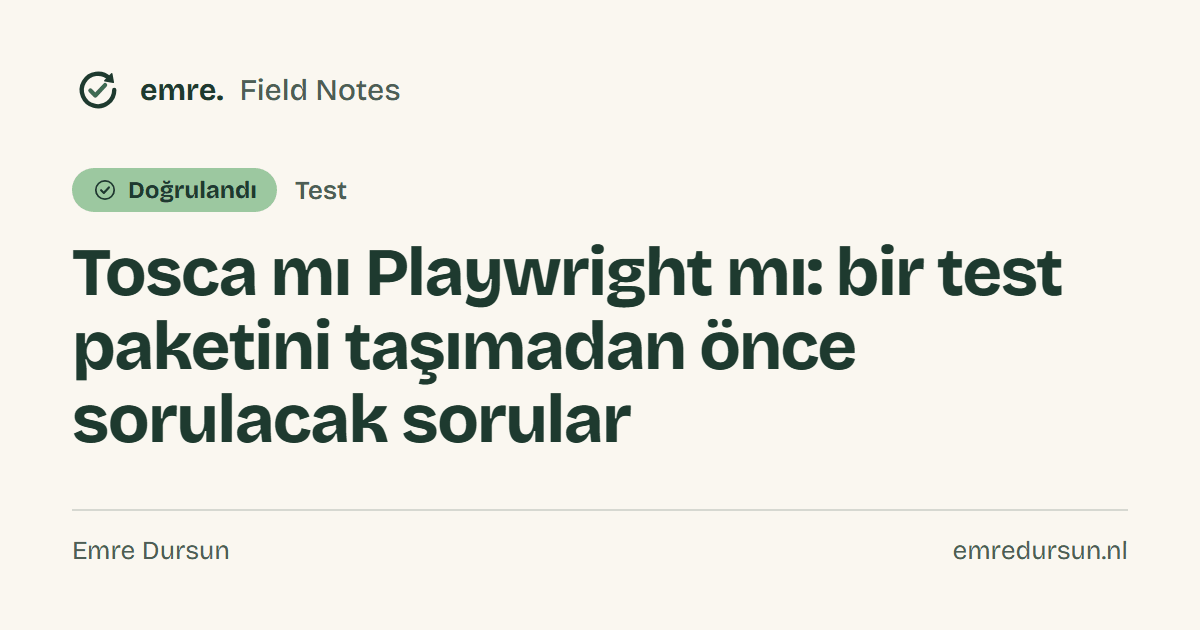 emre. Field Notes
Doğrulandı Test
Tosca mı Playwright mı: bir test
paketini taşımadan önce
sorulacak sorular
Emre Dursun
emredursun.nl